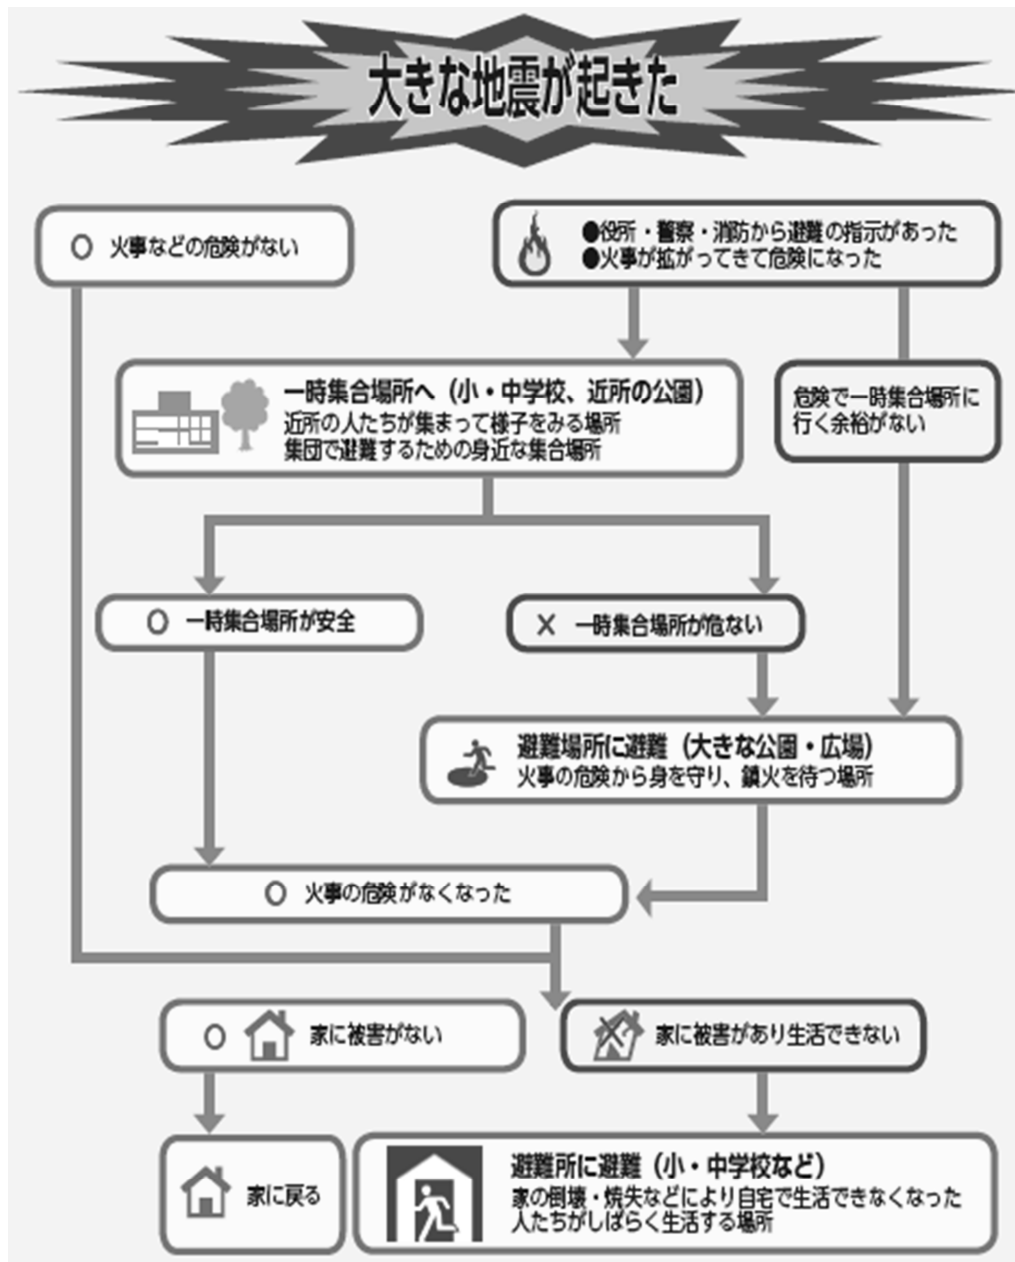 大きな地震が起きた
○ 火事などの危険がない
●役所・警察・消防から避難の指示があった
●火事が拡がってきて危険になった
一時集合場所へ（小・中学校、近所の公園）
近所の人たちが集まって様子をみる場所
集団で避難するための身近な集合場所
危険で一時集合場所に
行く余裕がない
○ 一時集合場所が安全
× 一時集合場所が危ない
避難場所に避難（大きな公園・広場）
火事の危険から身を守り、鎮火を待つ場所
○ 火事の危険がなくなった
○ 家に被害がない
家に被害があり生活できない
家に戻る
避難所に避難（小・中学校など）
家の倒壊・焼失などにより自宅で生活できなくなった
人たちがしばらく生活する場所